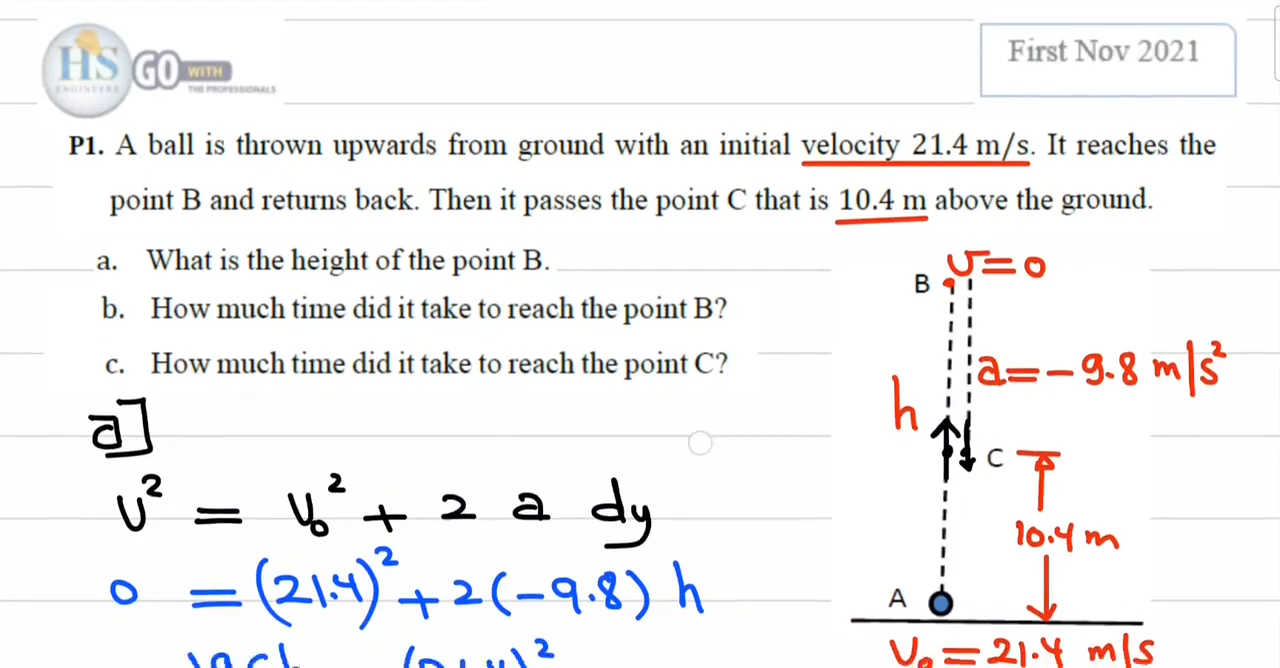 HS
ENGINEERS
GO WITH
THE PROFESSIONALS
First Nov 2021
P1. A ball is thrown upwards from ground with an initial velocity 21.4 m/s. It reaches the
point B and returns back. Then it passes the point C that is 10.4 m above the ground.
a. What is the height of the point B.
b. How much time did it take to reach the point B?
c. How much time did it take to reach the point C?
B v=0
a=-9.8 m/s²
h
C
10.4 m
A
V₀=21.4 m/s
a]
v² = v₀² + 2 a dy
0 = (21.4)² + 2(-9.8) h